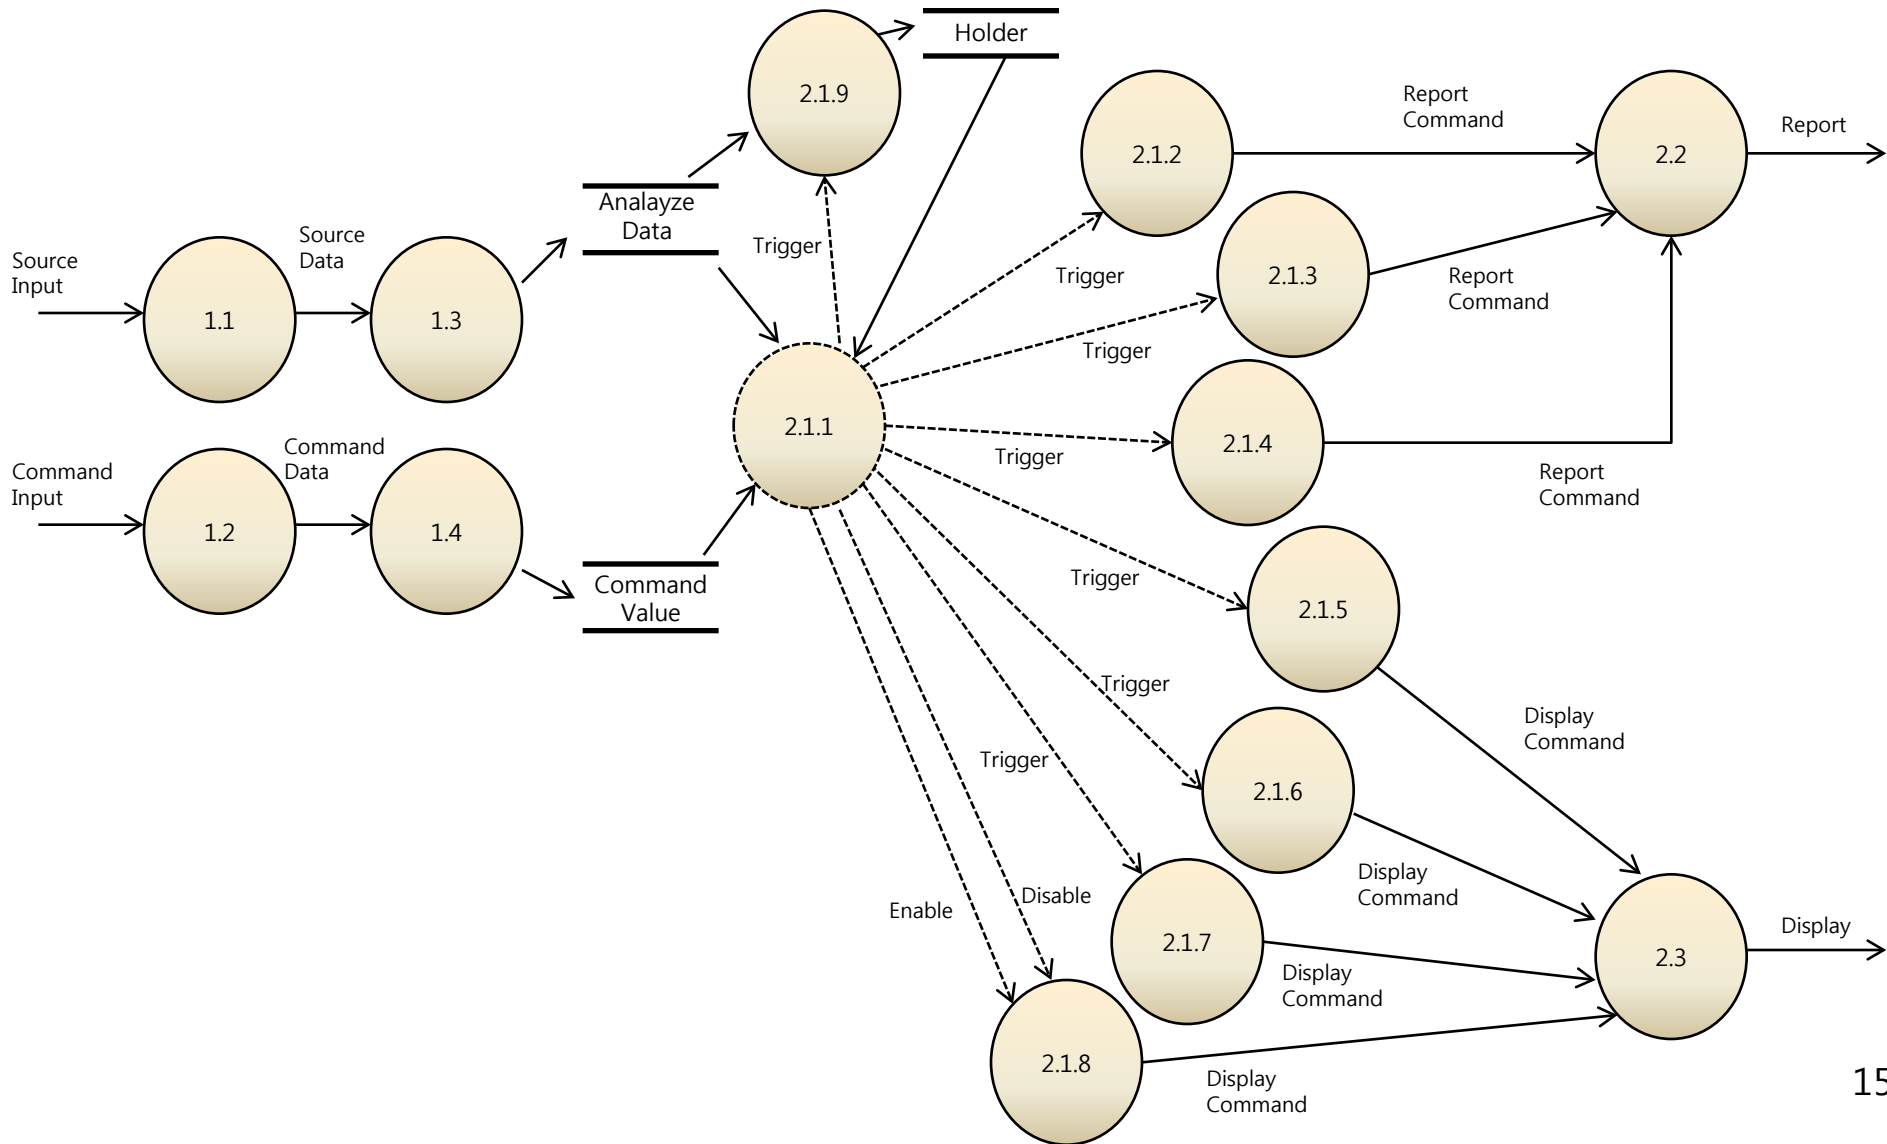 2.1.9
Holder
2.1.2
Report
Command
2.2
Report
Analayze
Data
Trigger
Source
Input
Source
Data
1.1
1.3
Trigger
2.1.3
Report
Command
Trigger
2.1.1
2.1.4
Trigger
Report
Command
Command
Input
Command
Data
1.2
1.4
Command
Value
Trigger
2.1.5
Trigger
Display
Command
Trigger
2.1.6
Display
Command
Enable
Disable
2.1.7
Display
Command
2.3
Display
2.1.8
Display
Command
15